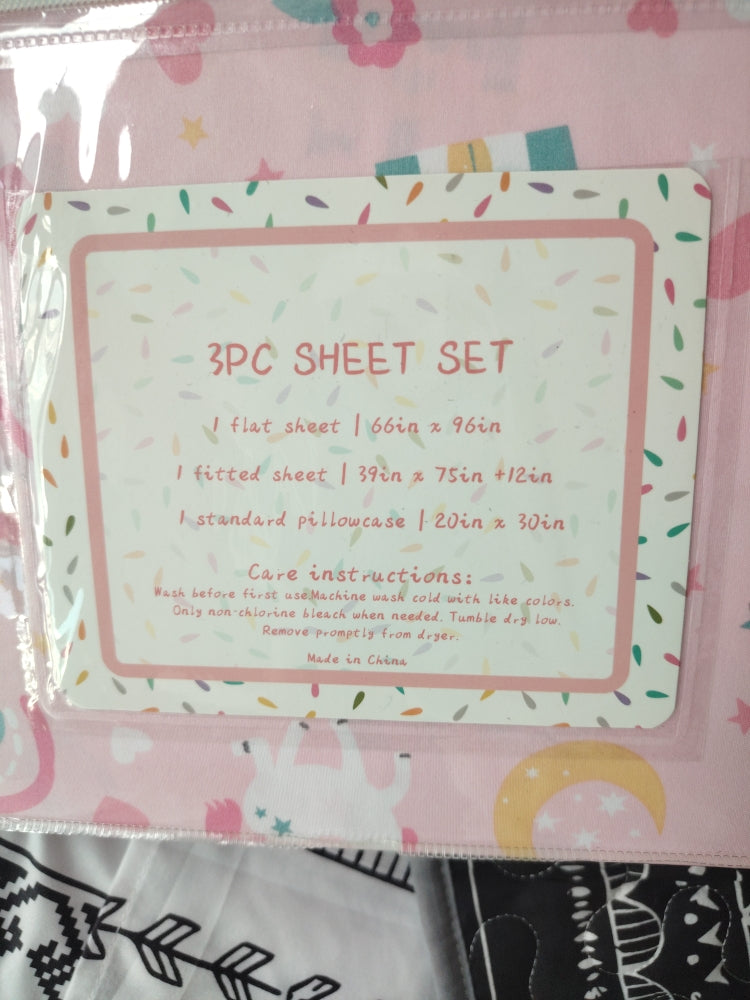 3PC SHEET SET
1 flat sheet | 66in x 96in
1 fitted sheet | 39in x 75in +12in
1 standard pillowcase | 20in x 30in
Care instructions:
Wash before first use.Machine wash cold with like colors.
Only non-chlorine bleach when needed. Tumble dry low.
Remove promptly from dryer.
Made in China